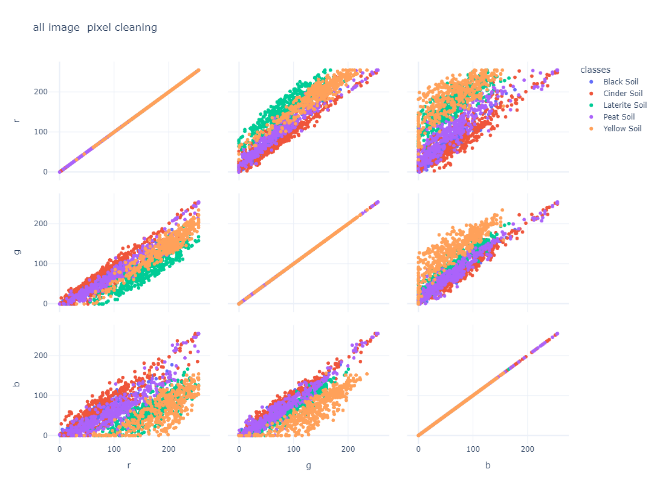 all image  pixel cleaning
classes
Black Soil
Cinder Soil
Laterite Soil
Peat Soil
Yellow Soil
r
200
100
0
g
200
100
0
b
200
100
0
0
100
200
0
100
200
0
100
200
r
g
b